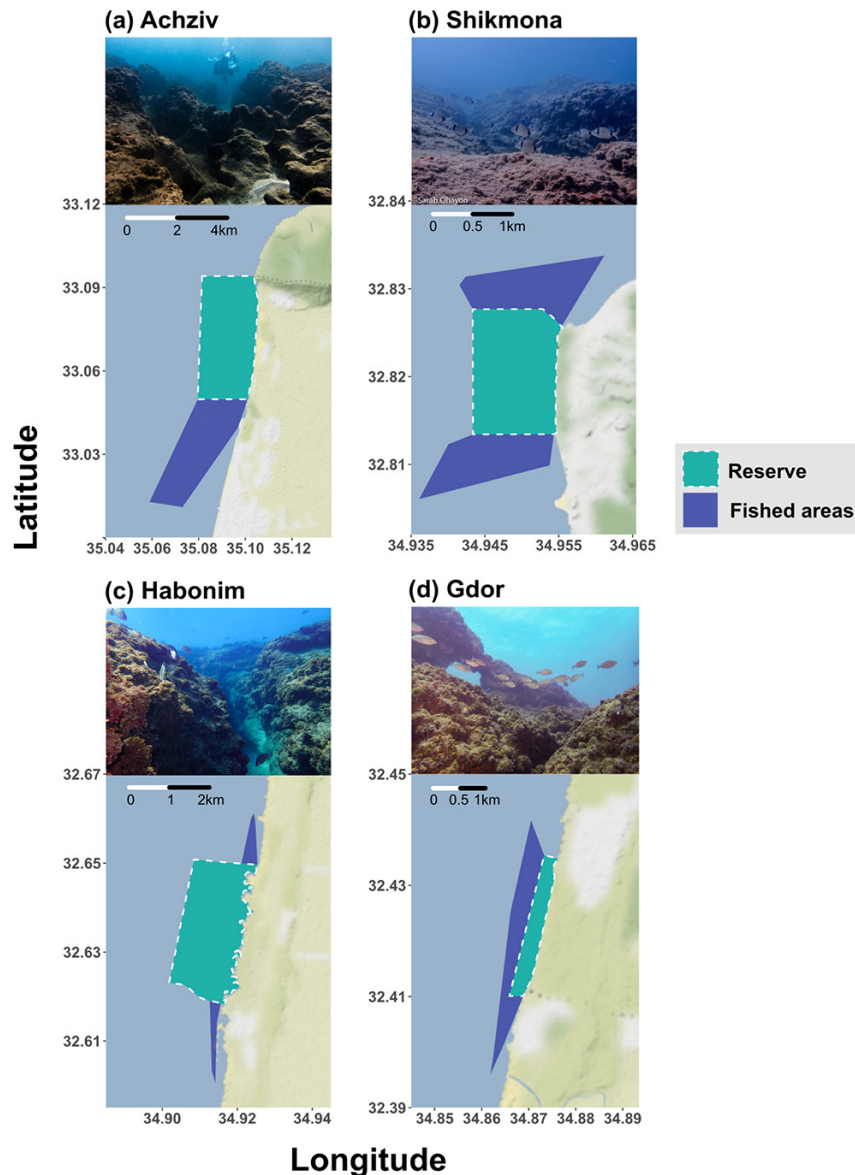 (a) Achziv
(b) Shikmona
Sarah Ohayon
33.12
33.09
33.06
33.03
0 2 4km
35.04 35.06 35.08 35.10 35.12
32.84
32.83
32.82
32.81
0 0.5 1km
34.935 34.945 34.955 34.965
Latitude
Reserve
Fished areas
(c) Habonim
(d) Gdor
32.67
32.65
32.63
32.61
0 1 2km
34.90 34.92 34.94
32.45
32.43
32.41
32.39
0 0.5 1km
34.85 34.86 34.87 34.88 34.89
Longitude